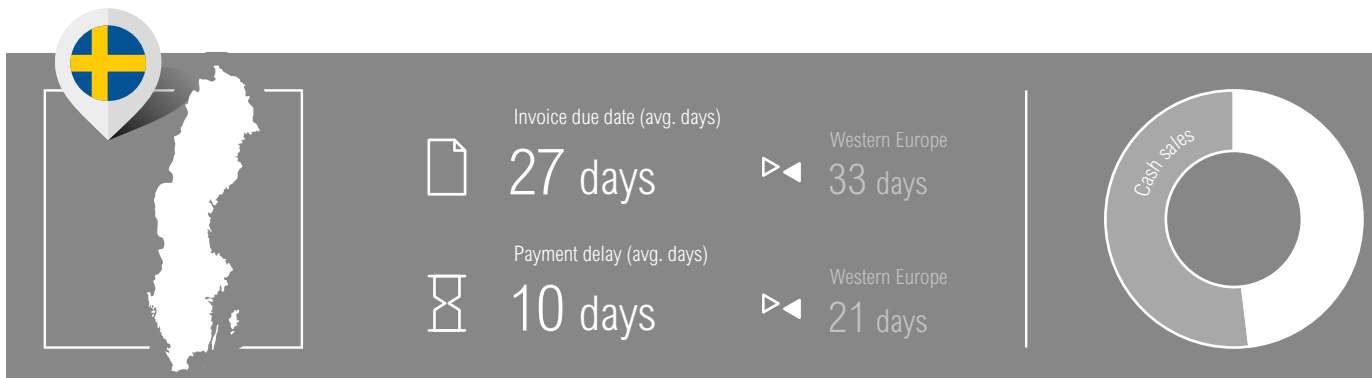 Invoice due date (avg. days)
27 days
Western Europe
33 days
Payment delay (avg. days)
10 days
Western Europe
21 days
Cash sales